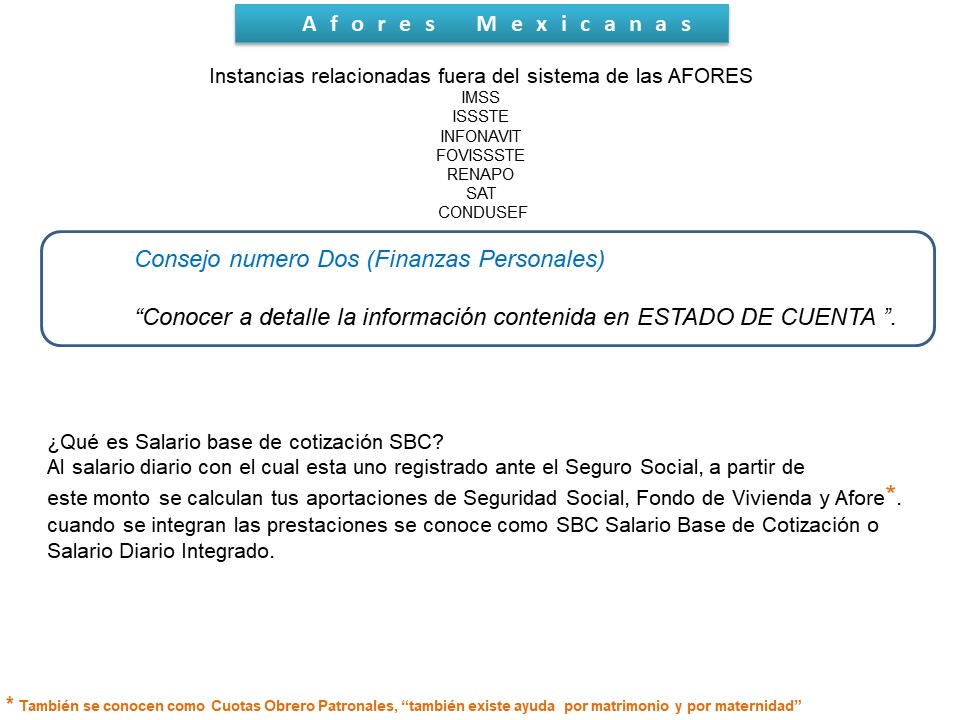 Afores Mexicanas
Instancias relacionadas fuera del sistema de las AFORES
IMSS
ISSSTE
INFONAVIT
FOVISSSTE
RENAPO
SAT
CONDUSEF
Consejo numero Dos (Finanzas Personales)
“Conocer a detalle la información contenida en ESTADO DE CUENTA ”.
¿Qué es Salario base de cotización SBC?
Al salario diario con el cual esta uno registrado ante el Seguro Social, a partir de
este monto se calculan tus aportaciones de Seguridad Social, Fondo de Vivienda y Afore*.
cuando se integran las prestaciones se conoce como SBC Salario Base de Cotización o
Salario Diario Integrado.
* También se conocen como Cuotas Obrero Patronales, “también existe ayuda por matrimonio y por maternidad”